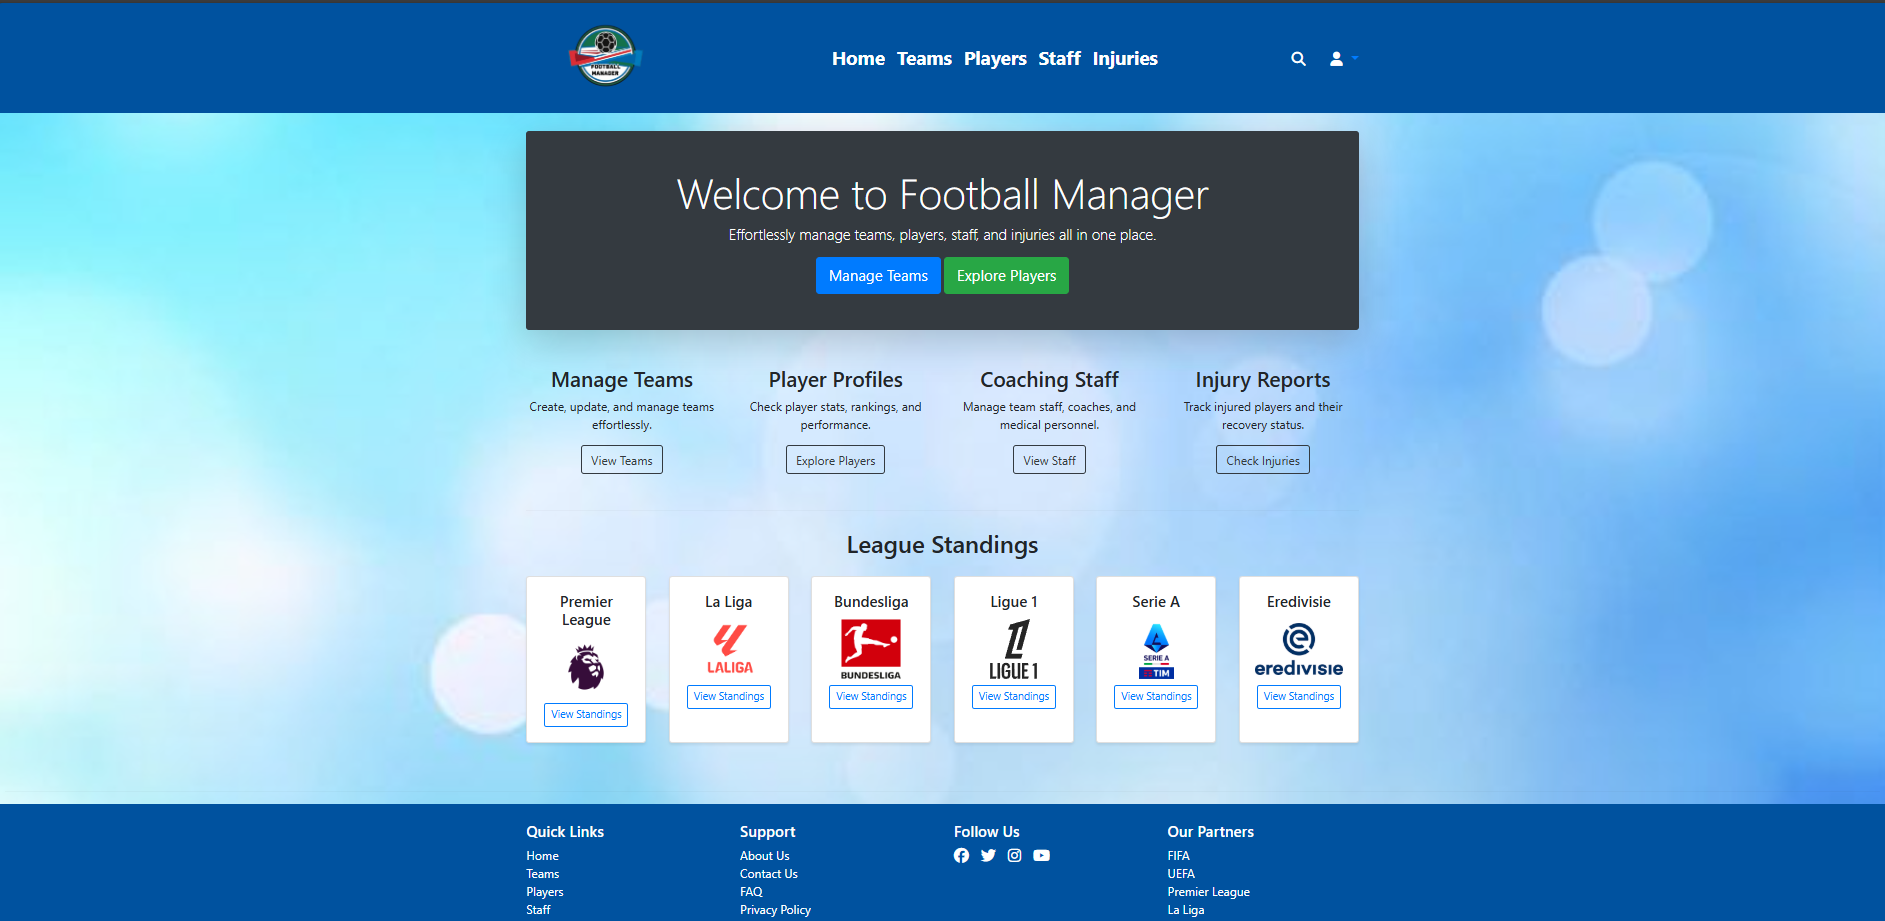 FOOTBALL
MANAGER
Home Teams Players Staff Injuries
Welcome to Football Manager
Effortlessly manage teams, players, staff, and injuries all in one place.
Manage Teams Explore Players
Manage Teams
Create, update, and manage teams
effortlessly.
View Teams
Player Profiles
Check player stats, rankings, and
performance.
Explore Players
Coaching Staff
Manage team staff, coaches, and
medical personnel.
View Staff
Injury Reports
Track injured players and their
recovery status.
Check Injuries
League Standings
Premier
League
View Standings
La Liga
LALIGA
View Standings
Bundesliga
BUNDESLIGA
View Standings
Ligue 1
LIGUE 1
View Standings
Serie A
SERIE A
TIM
View Standings
Eredivisie
eredivisie
View Standings
Quick Links
Home
Teams
Players
Staff
Support
About Us
Contact Us
FAQ
Privacy Policy
Follow Us
Our Partners
FIFA
UEFA
Premier League
La Liga